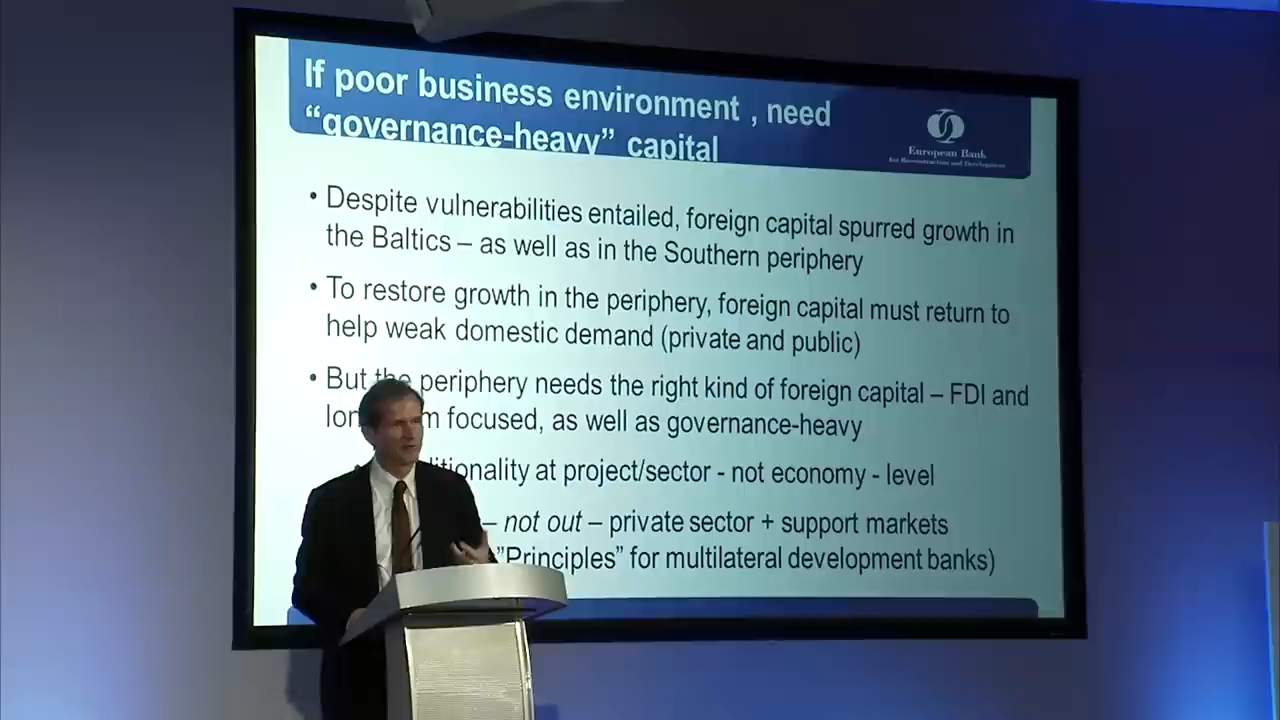 If poor business environment , need
“governance-heavy” capital
European Bank
for Reconstruction and Development
• Despite vulnerabilities entailed, foreign capital spurred growth in
the Baltics – as well as in the Southern periphery
• To restore growth in the periphery, foreign capital must return to
help weak domestic demand (private and public)
• But the periphery needs the right kind of foreign capital – FDI and
focused, as well as governance-heavy
at project/sector - not economy - level
– not out – private sector + support markets
”Principles” for multilateral development banks)